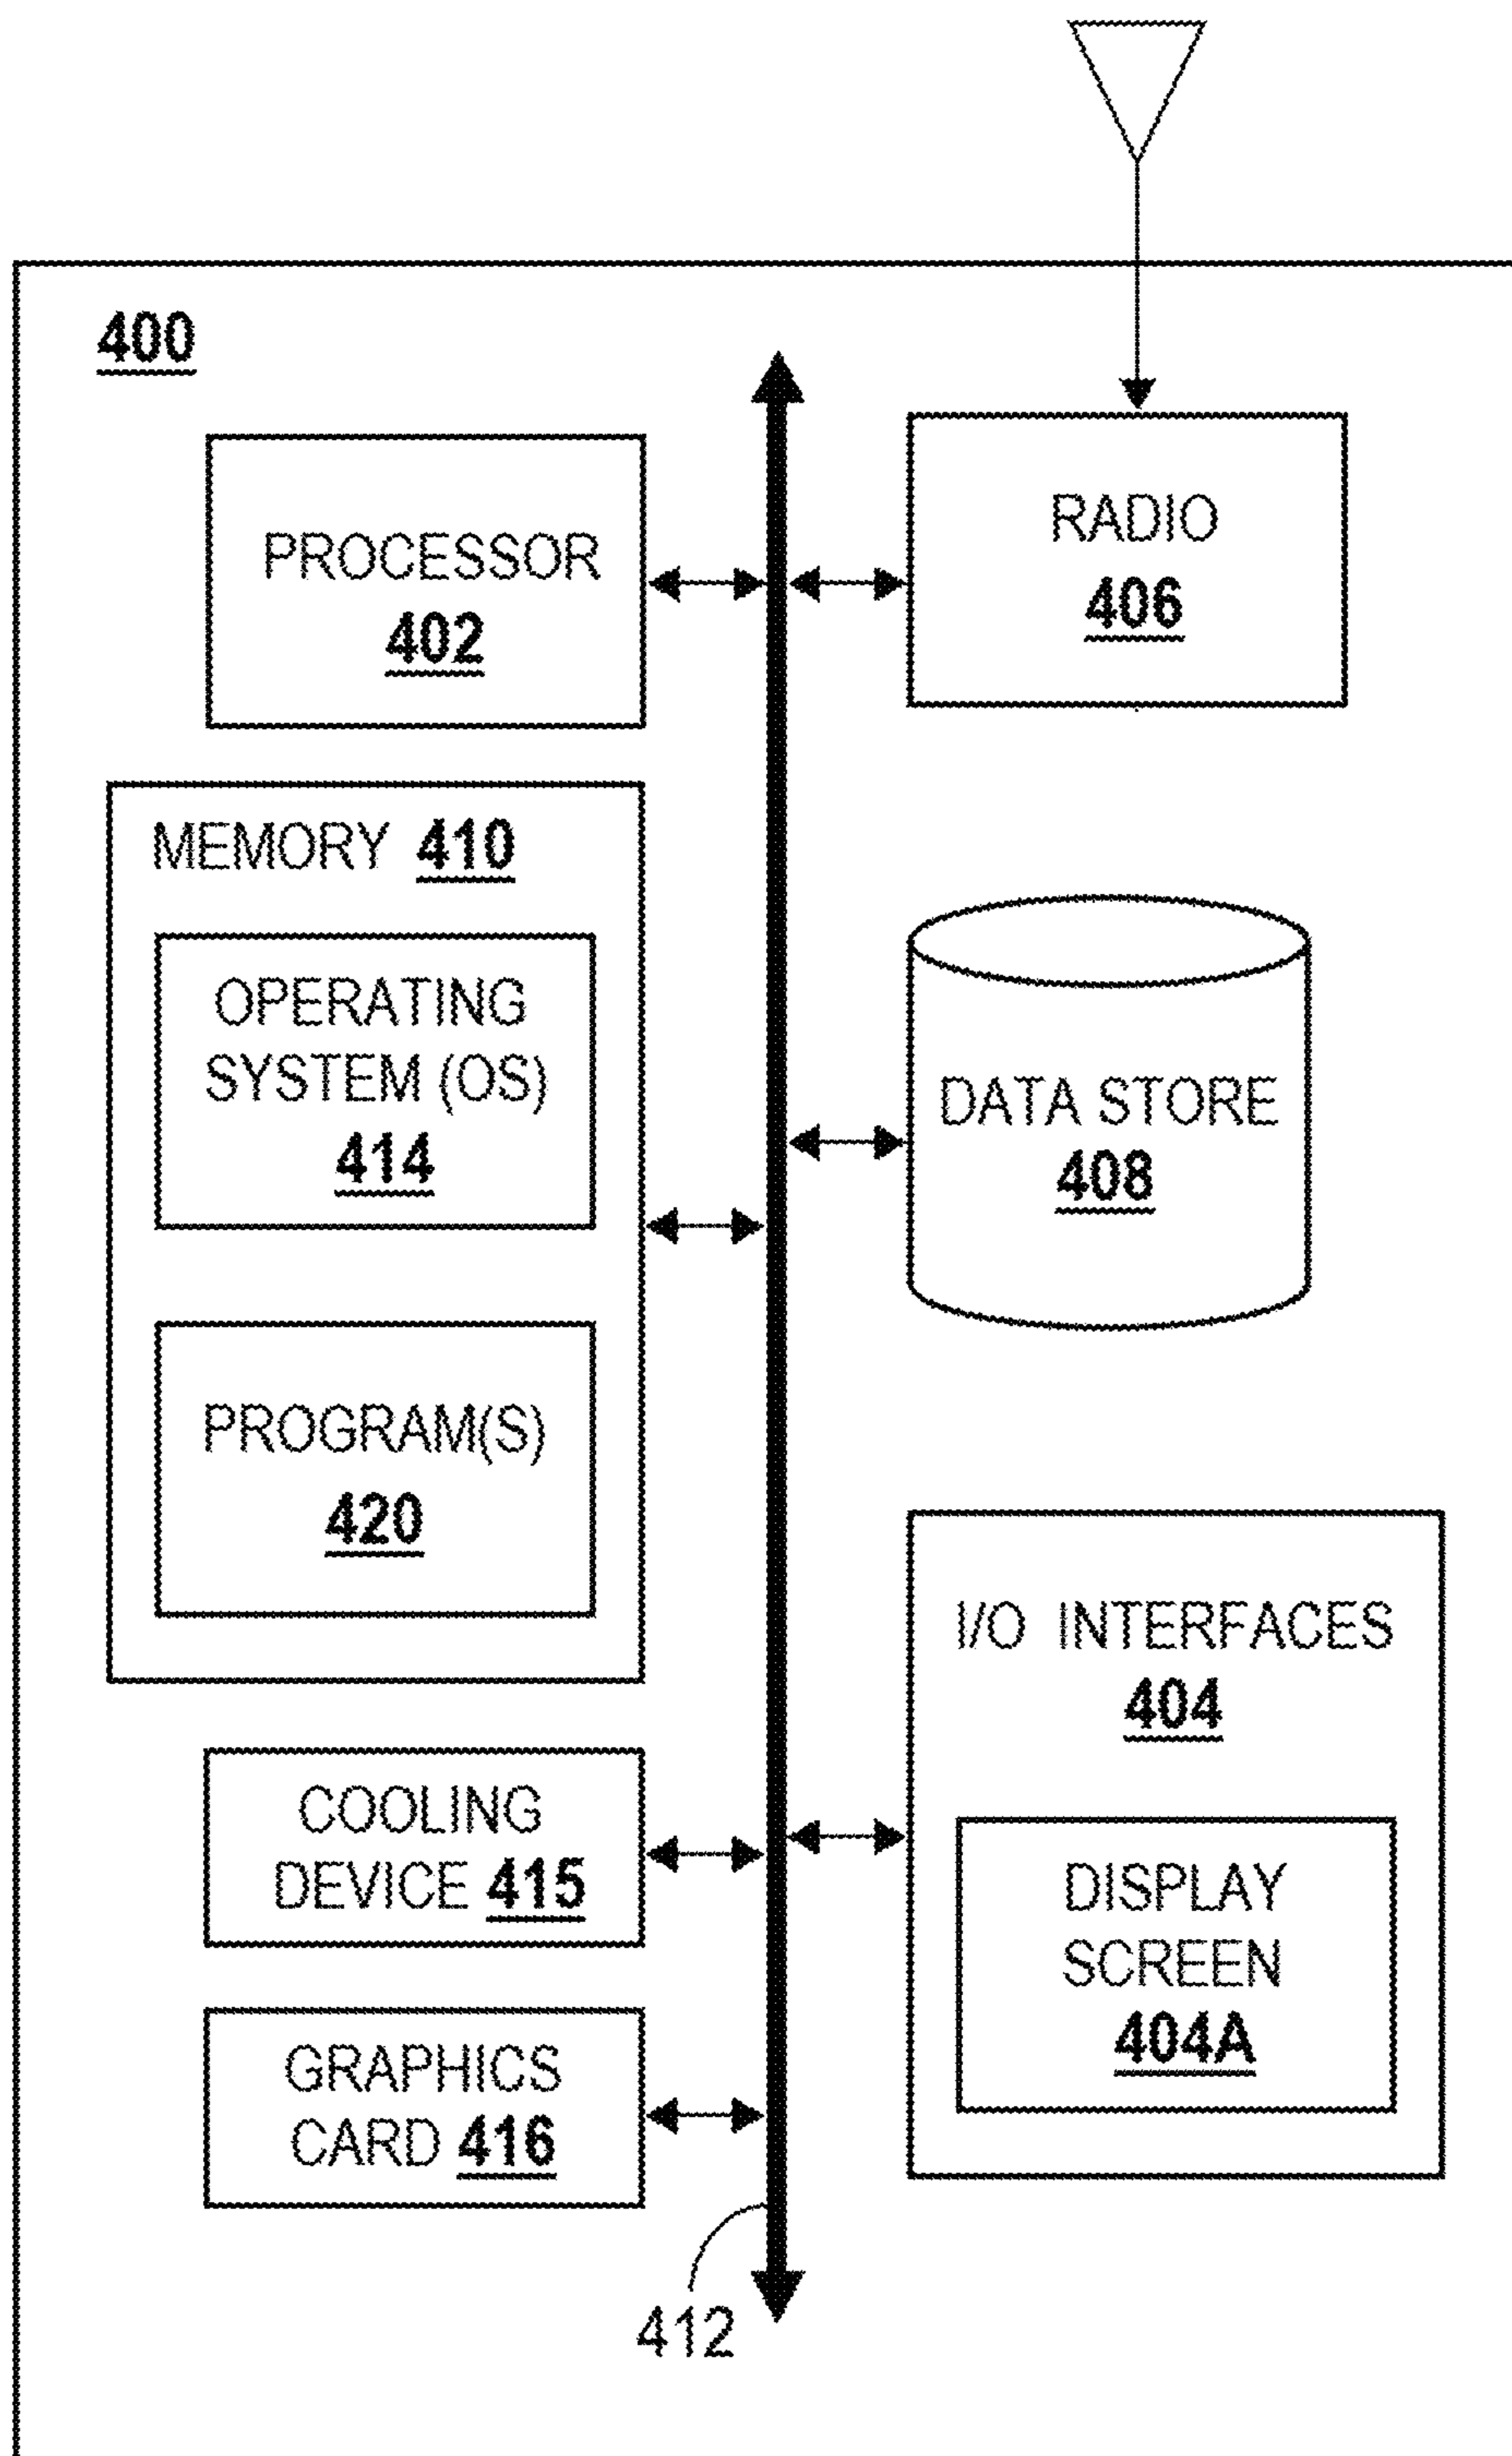 400
PROCESSOR
402
RADIO
406
MEMORY 410
OPERATING
SYSTEM (OS)
414
DATA STORE
408
PROGRAM(S)
420
I/O INTERFACES
404
COOLING
DEVICE 415
DISPLAY
SCREEN
404A
GRAPHICS
CARD 416
412